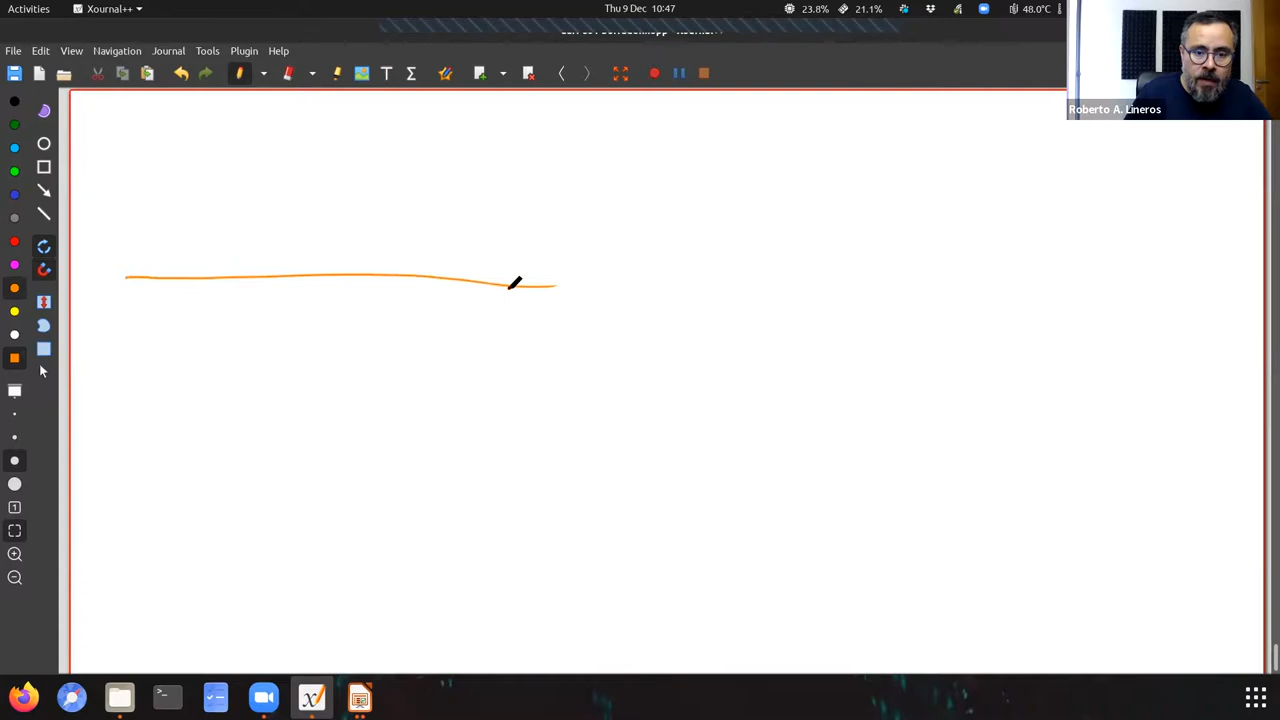 Activities
Xournal++
Thu 9 Dec 10:47
23.8%
21.1%
48.0°C
File Edit View Navigation Journal Tools Plugin Help
Roberto A. Lineros